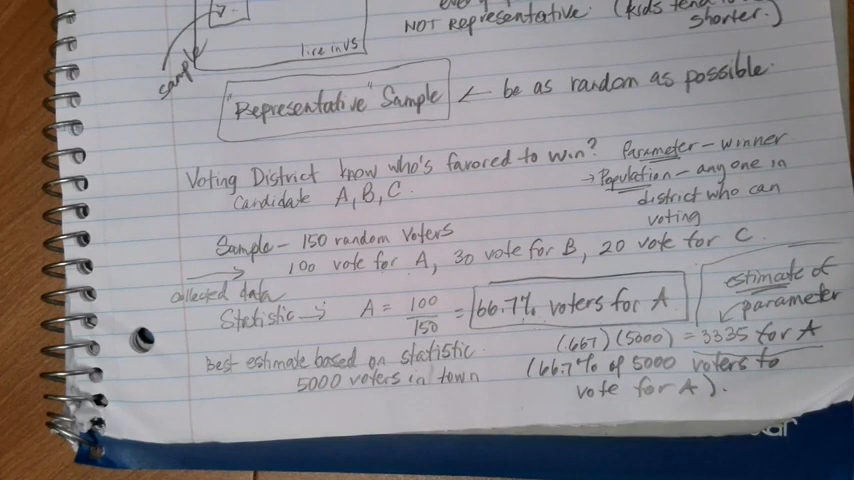 NOT Representative. (kids tend
shorter.)
live in US
sample
"Representative" Sample ← be as random as possible.
Voting District know who's favored to win?
Candidate A, B, C.
Parameter - winner
→ Population - any one in
district who can
voting
Sample - 150 random voters
100 vote for A, 30 vote for B, 20 vote for C.
collected data
Statistic → A = 100/150 = 66.7% voters for A
estimate of
parameter
Best estimate based on statistic.
5000 voters in town
(.667)(5000) = 3335 for A
(66.7% of 5000 voters to
vote for A).